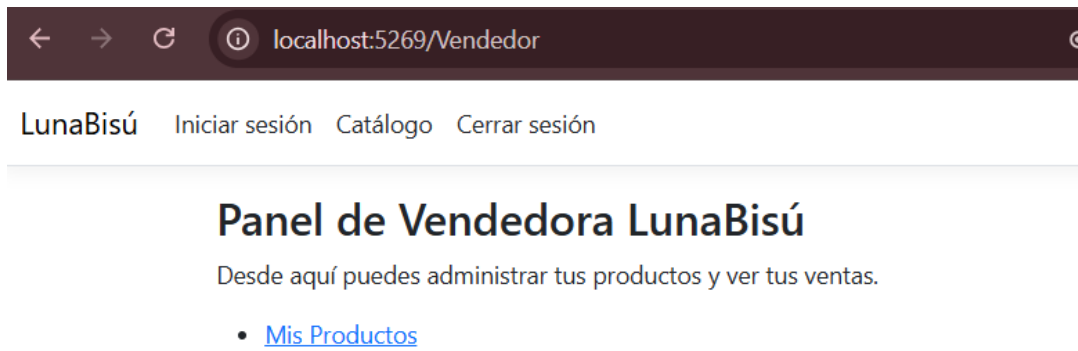 localhost:5269/Vendedor
LunaBisú Iniciar sesión Catálogo Cerrar sesión
Panel de Vendedora LunaBisú
Desde aquí puedes administrar tus productos y ver tus ventas.
• Mis Productos